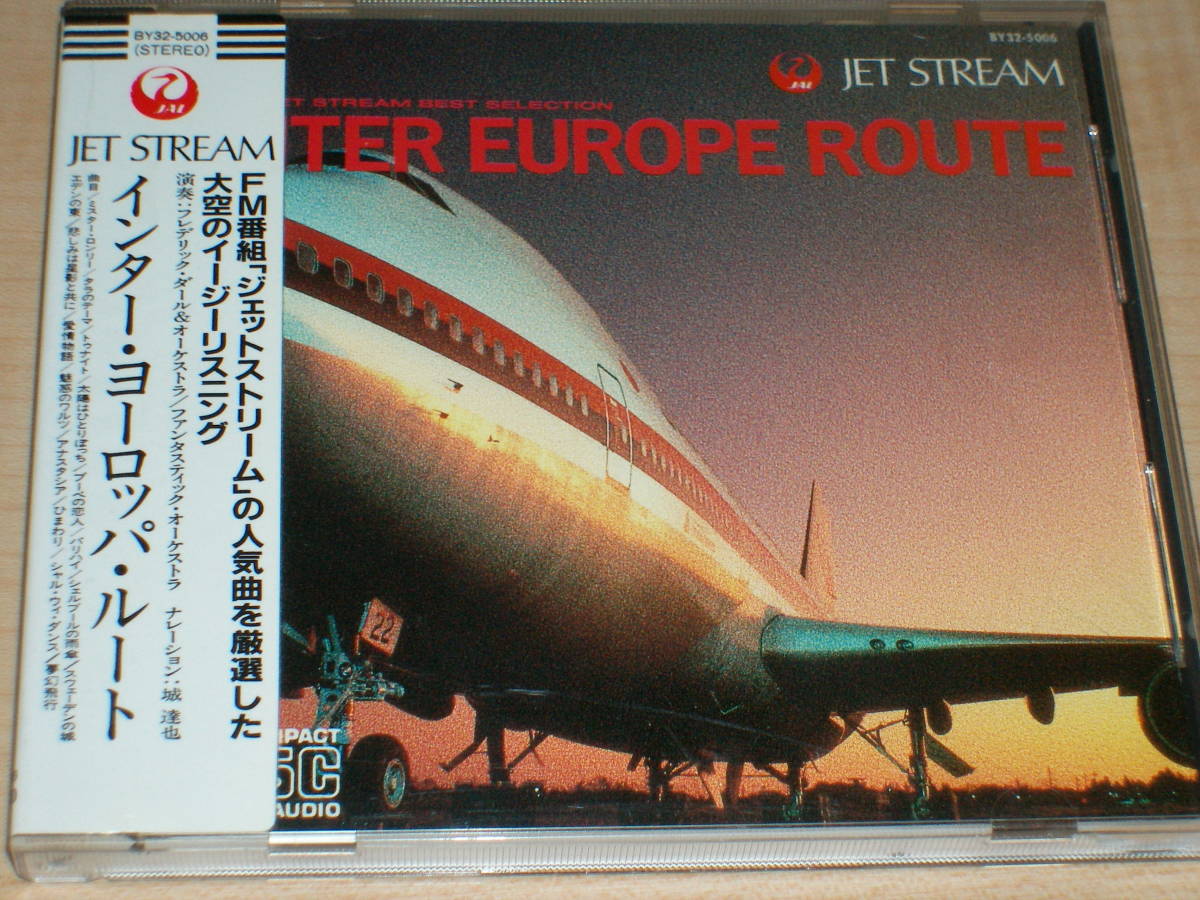 BY32-5006
(STEREO)
JAL
JET STREAM
FM番組「ジェットストリーム」の人気曲を厳選した
大空のイージーリスニング
演奏:フレデリック・ダール&オーケストラ/ファンタスティック・オーケストラ ナレーション:城 達也
インター・ヨーロッパ・ルート
曲目/ミスター・ロンリー/タラのテーマ/トゥナイト/太陽はひとりぼっち/ブーベの恋人/バリハイ/シェルブールの雨傘/スウェーデンの城
エデンの東/悲しみは星影と共に/愛情物語/魅惑のワルツ/アナスタシア/ひまわり/シャル・ウィ・ダンス/夢幻飛行
BY32-5006
JAL
JET STREAM
ET STREAM BEST SELECTION
TER EUROPE ROUTE
22
MPACT
SC
AUDIO